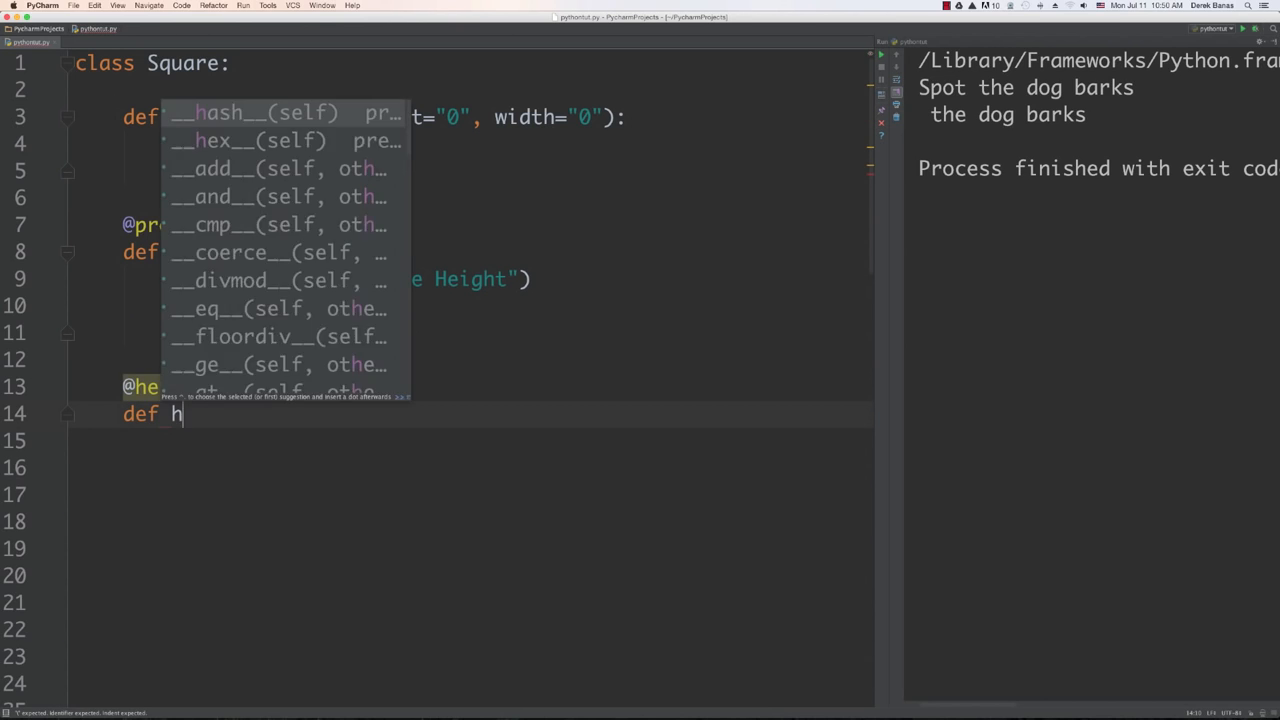 PyCharm File Edit View Navigate Code Refactor Run Tools VCS Window Help 10 Mon Jul 11 10:50 AM Derek Banas
pythontut.py - PycharmProjects - [~/PycharmProjects]
PycharmProjects pythontut.py pythontut
pythontut.py Run pythontut
1 class Square:
2
3 def t="0", width="0"):
4
5
6
7 @pr
8 def
9 e Height")
10
11
12
13 @he
14 def h
15
16
17
18
19
20
21
22
23
24
__hash__(self) pr…
__hex__(self) pre…
__add__(self, oth…
__and__(self, oth…
__cmp__(self, oth…
__coerce__(self, …
__divmod__(self, …
__eq__(self, othe…
__floordiv__(self…
__ge__(self, othe…
Press ^. to choose the selected (or first) suggestion and insert a dot afterwards >>
/Library/Frameworks/Python.fra
Spot the dog barks
the dog barks
Process finished with exit cod
'(' expected. Identifier expected. Indent expected. 14:10 LF÷ UTF-8÷